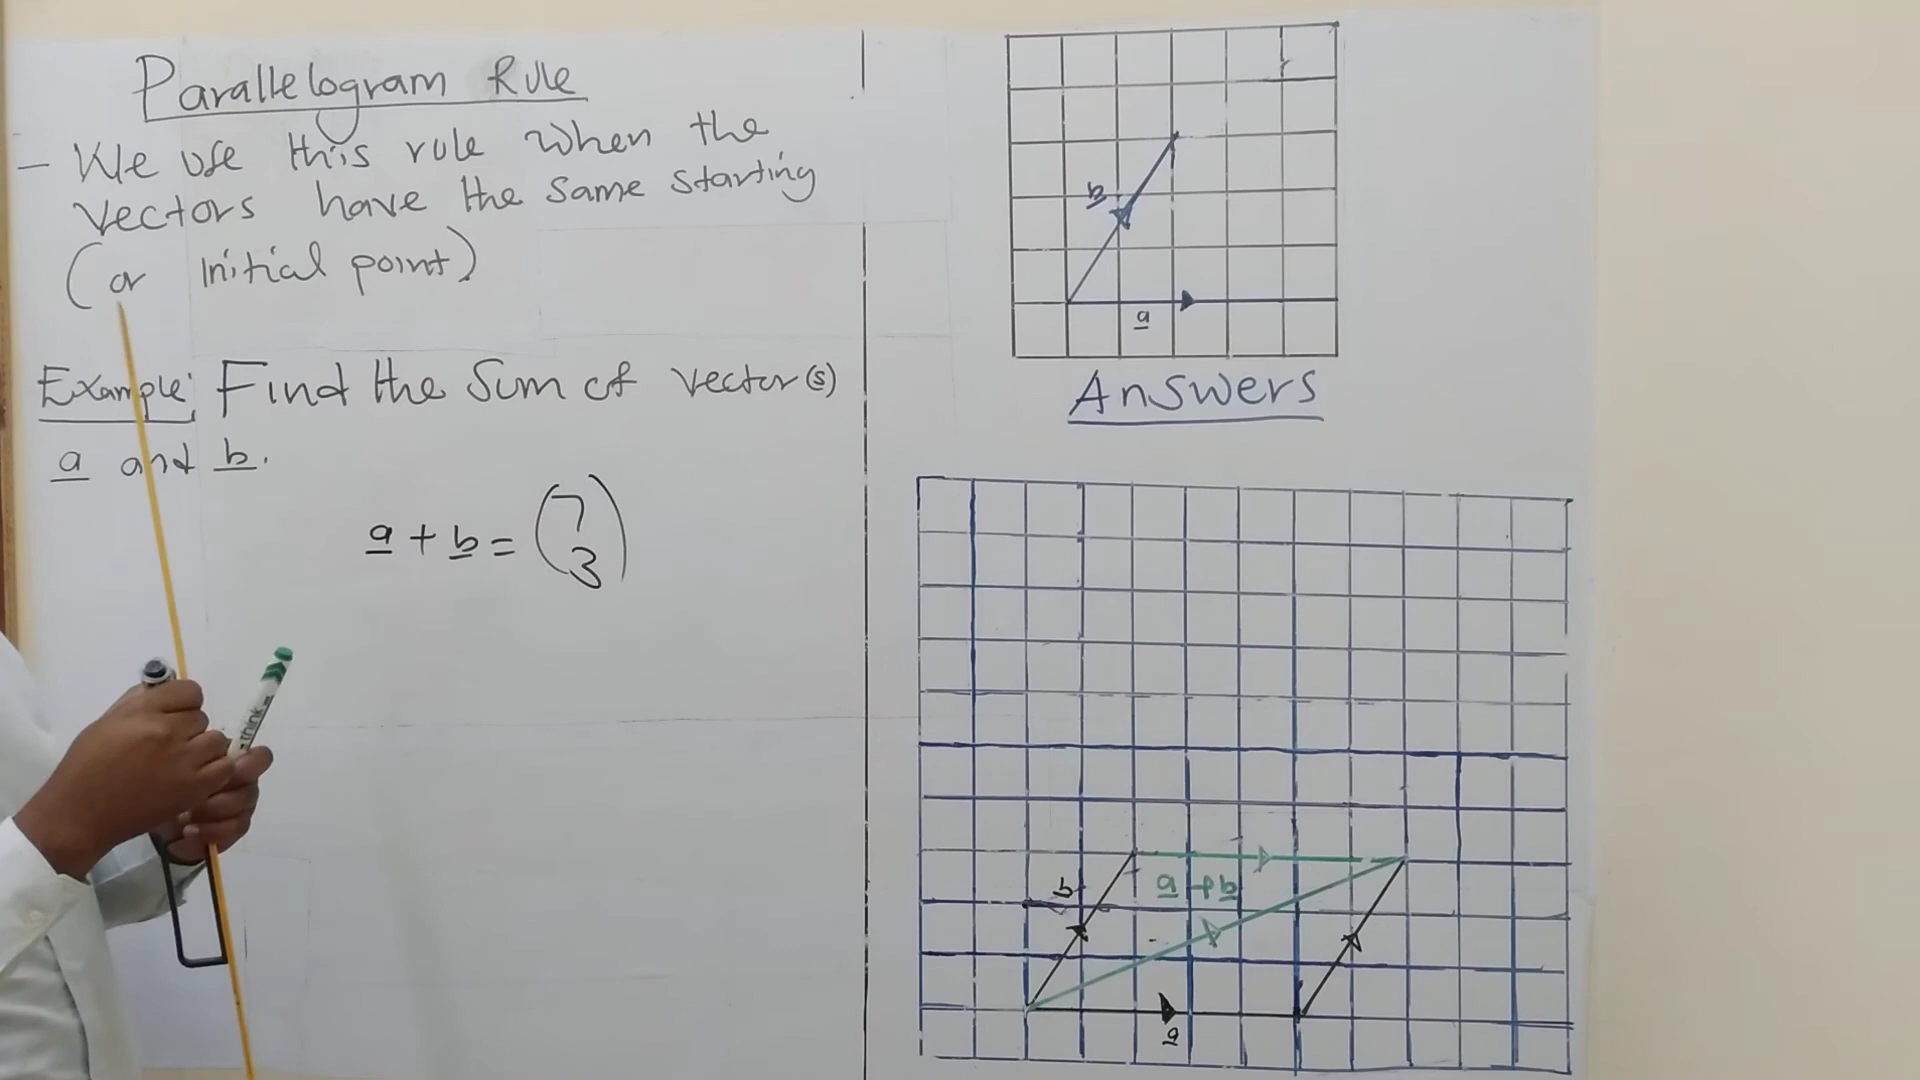 Parallelogram Rule
- We use this rule when the
vectors have the same starting
(or initial point)
Example: Find the sum of vector(s)
a and b.
a + b = (7
3)
b
a
Answers
b
a + b
a
think